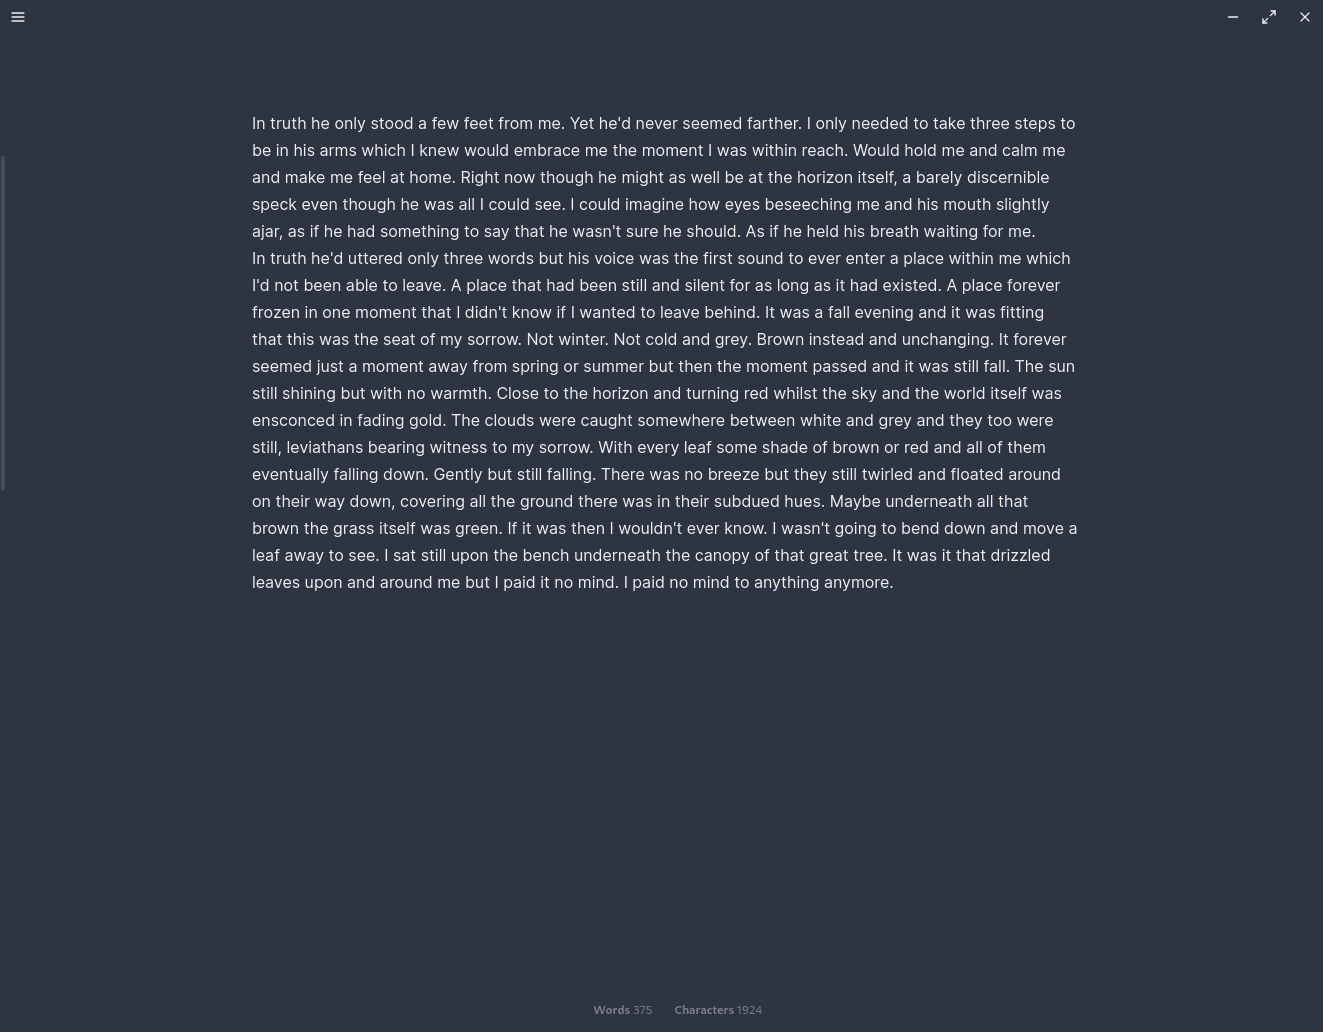 In truth he only stood a few feet from me. Yet he'd never seemed farther. I only needed to take three steps to
be in his arms which I knew would embrace me the moment I was within reach. Would hold me and calm me
and make me feel at home. Right now though he might as well be at the horizon itself, a barely discernible
speck even though he was all I could see. I could imagine how eyes beseeching me and his mouth slightly
ajar, as if he had something to say that he wasn't sure he should. As if he held his breath waiting for me.
In truth he'd uttered only three words but his voice was the first sound to ever enter a place within me which
I'd not been able to leave. A place that had been still and silent for as long as it had existed. A place forever
frozen in one moment that I didn't know if I wanted to leave behind. It was a fall evening and it was fitting
that this was the seat of my sorrow. Not winter. Not cold and grey. Brown instead and unchanging. It forever
seemed just a moment away from spring or summer but then the moment passed and it was still fall. The sun
still shining but with no warmth. Close to the horizon and turning red whilst the sky and the world itself was
ensconced in fading gold. The clouds were caught somewhere between white and grey and they too were
still, leviathans bearing witness to my sorrow. With every leaf some shade of brown or red and all of them
eventually falling down. Gently but still falling. There was no breeze but they still twirled and floated around
on their way down, covering all the ground there was in their subdued hues. Maybe underneath all that
brown the grass itself was green. If it was then I wouldn't ever know. I wasn't going to bend down and move a
leaf away to see. I sat still upon the bench underneath the canopy of that great tree. It was it that drizzled
leaves upon and around me but I paid it no mind. I paid no mind to anything anymore.
Words 375 Characters 1924